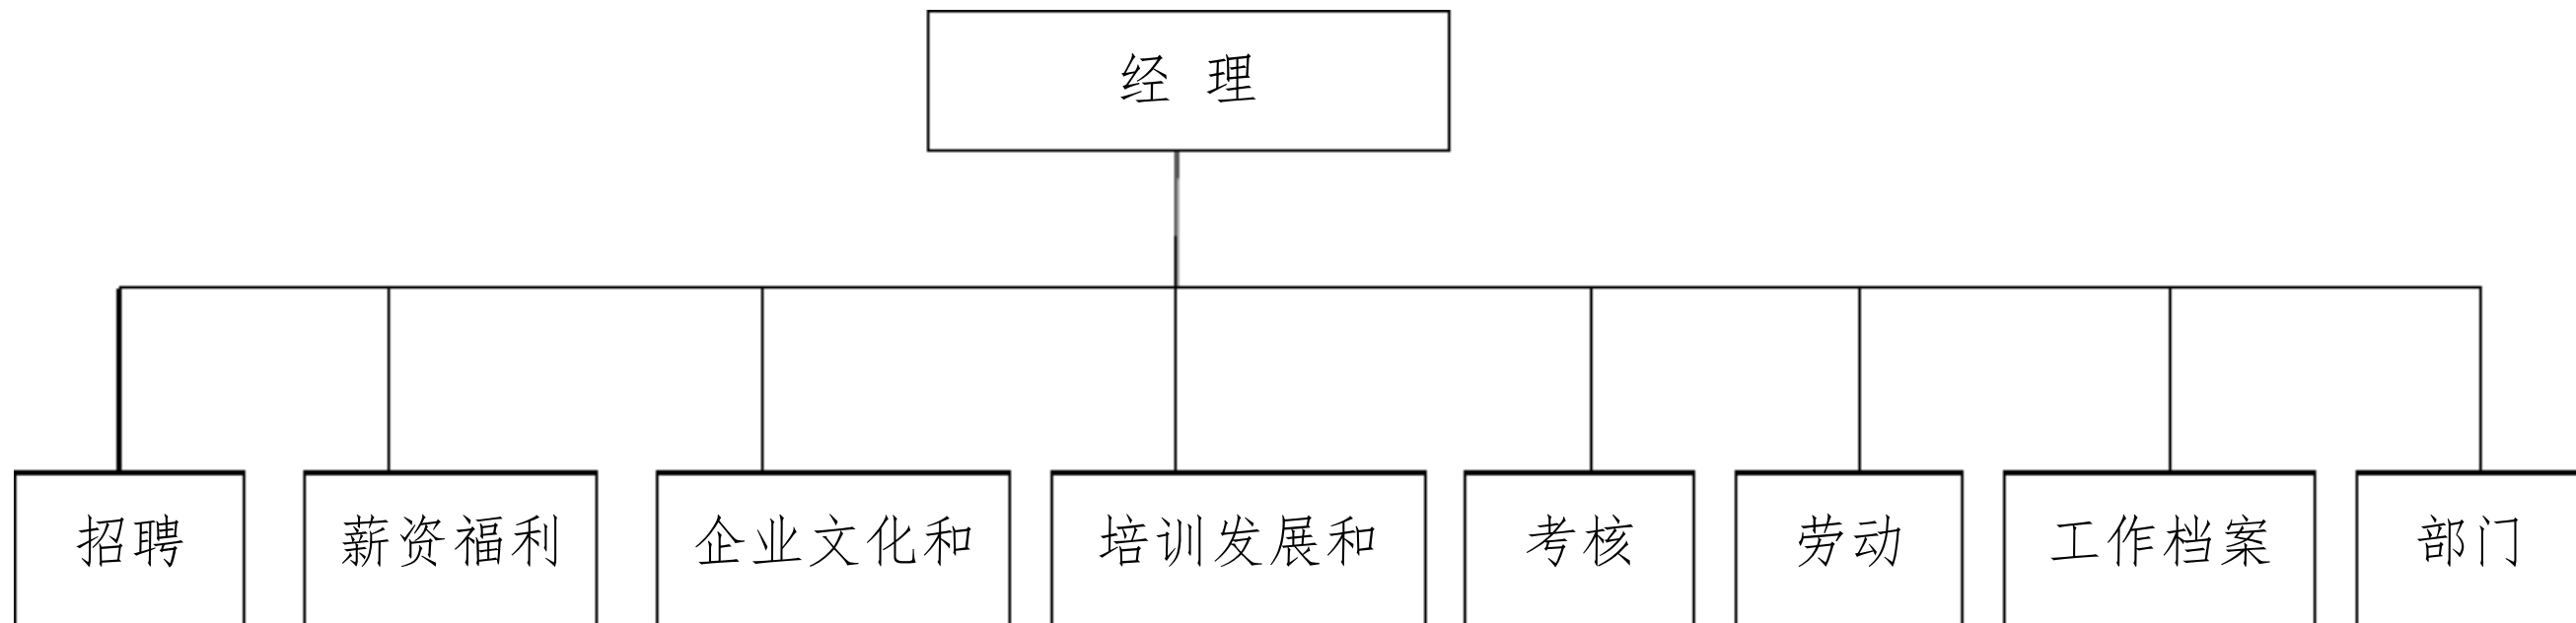 经 理
招聘
薪资福利
企业文化和
培训发展和
考核
劳动
工作档案
部门